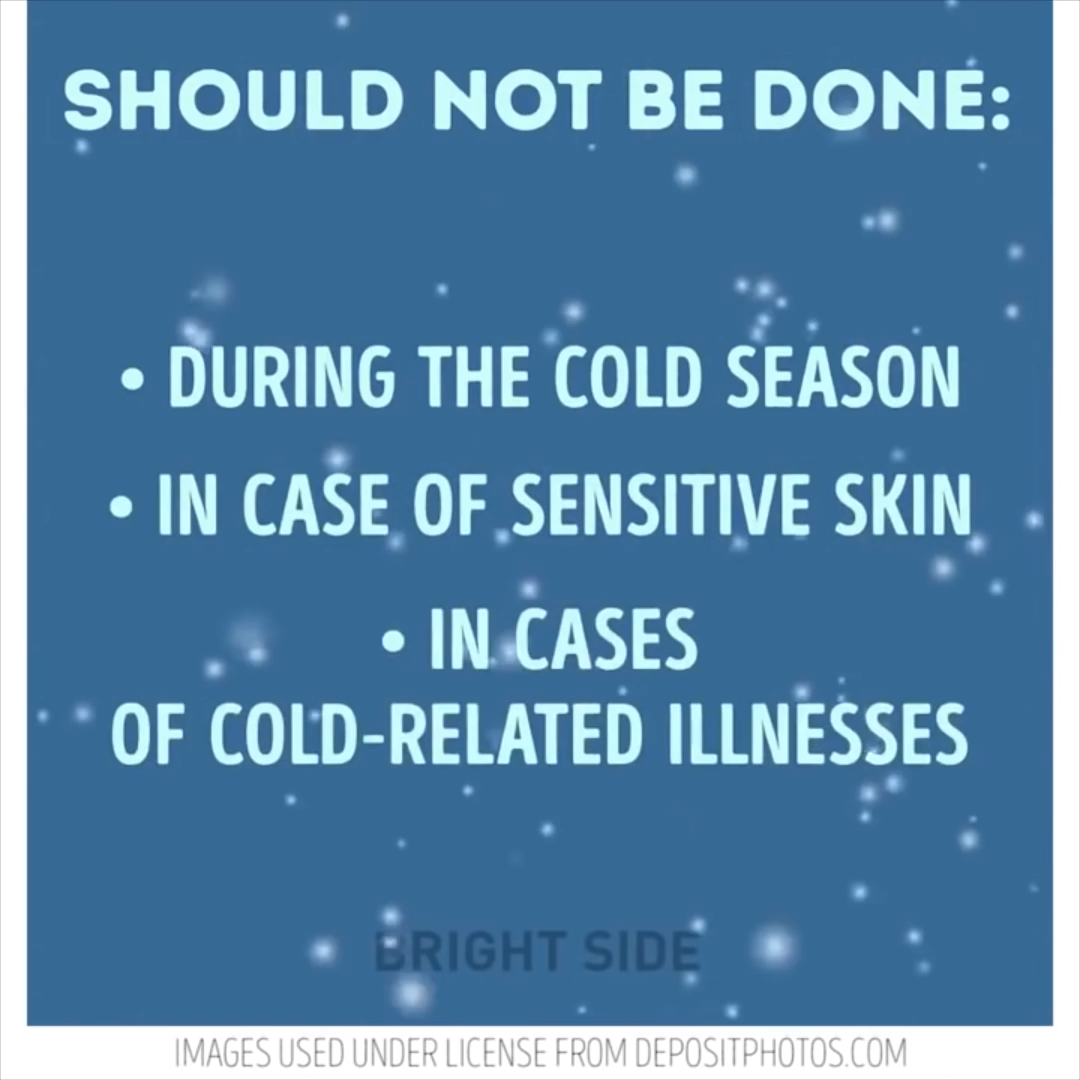 SHOULD NOT BE DONE:
• DURING THE COLD SEASON
• IN CASE OF SENSITIVE SKIN
• IN CASES
OF COLD-RELATED ILLNESSES
BRIGHT SIDE
IMAGES USED UNDER LICENSE FROM DEPOSITPHOTOS.COM